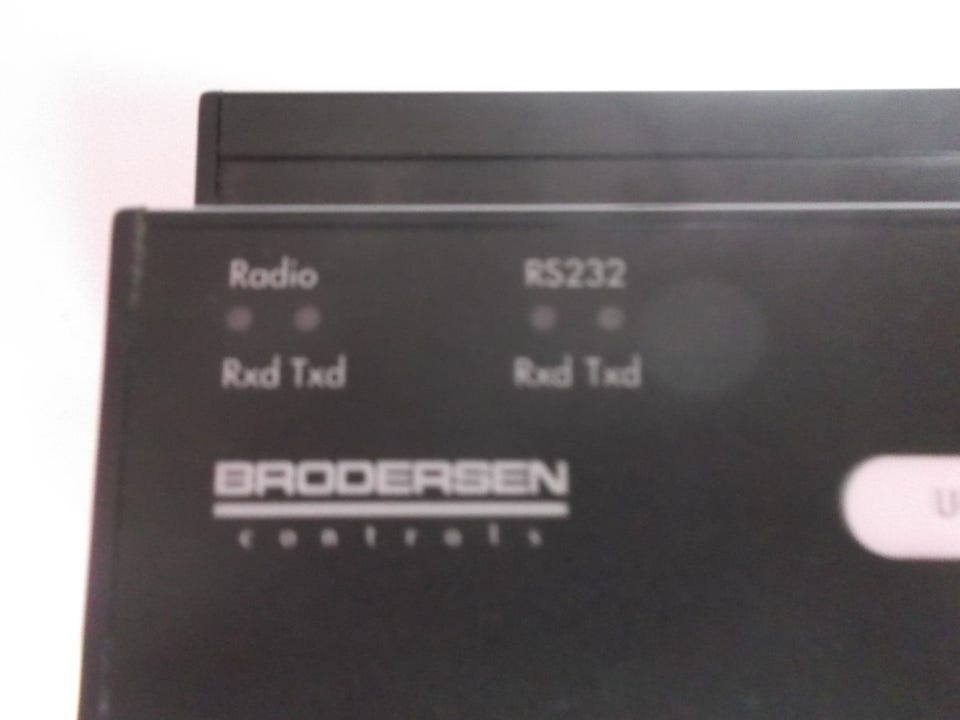 Radio RS232
Rxd Txd Rxd Txd
BRODERSEN
controls